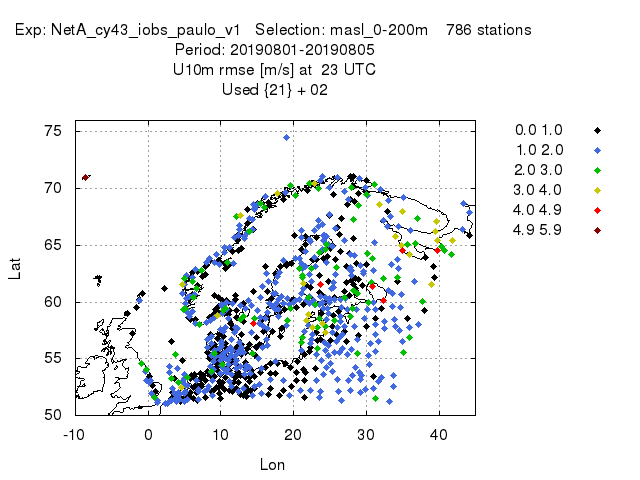 Exp: NetA_cy43_iobs_paulo_v1   Selection: masl_0-200m    786 stations
Period: 20190801-20190805
U10m rmse [m/s] at  23 UTC
Used {21} + 02
0.0 1.0
1.0 2.0
2.0 3.0
3.0 4.0
4.0 4.9
4.9 5.9
75
70
65
60
55
50
Lat
-10 0 10 20 30 40
Lon